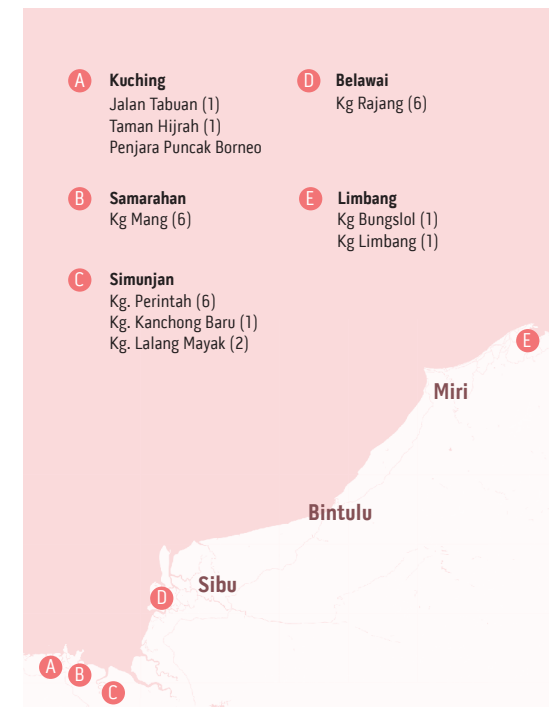 A Kuching
Jalan Tabuan (1)
Taman Hijrah (1)
Penjara Puncak Borneo
B Samarahan
Kg Mang (6)
C Simunjan
Kg. Perintah (6)
Kg. Kanchong Baru (1)
Kg. Lalang Mayak (2)
D Belawai
Kg Rajang (6)
E Limbang
Kg Bungslol (1)
Kg Limbang (1)
E
Miri
Bintulu
Sibu
D
A
B
C